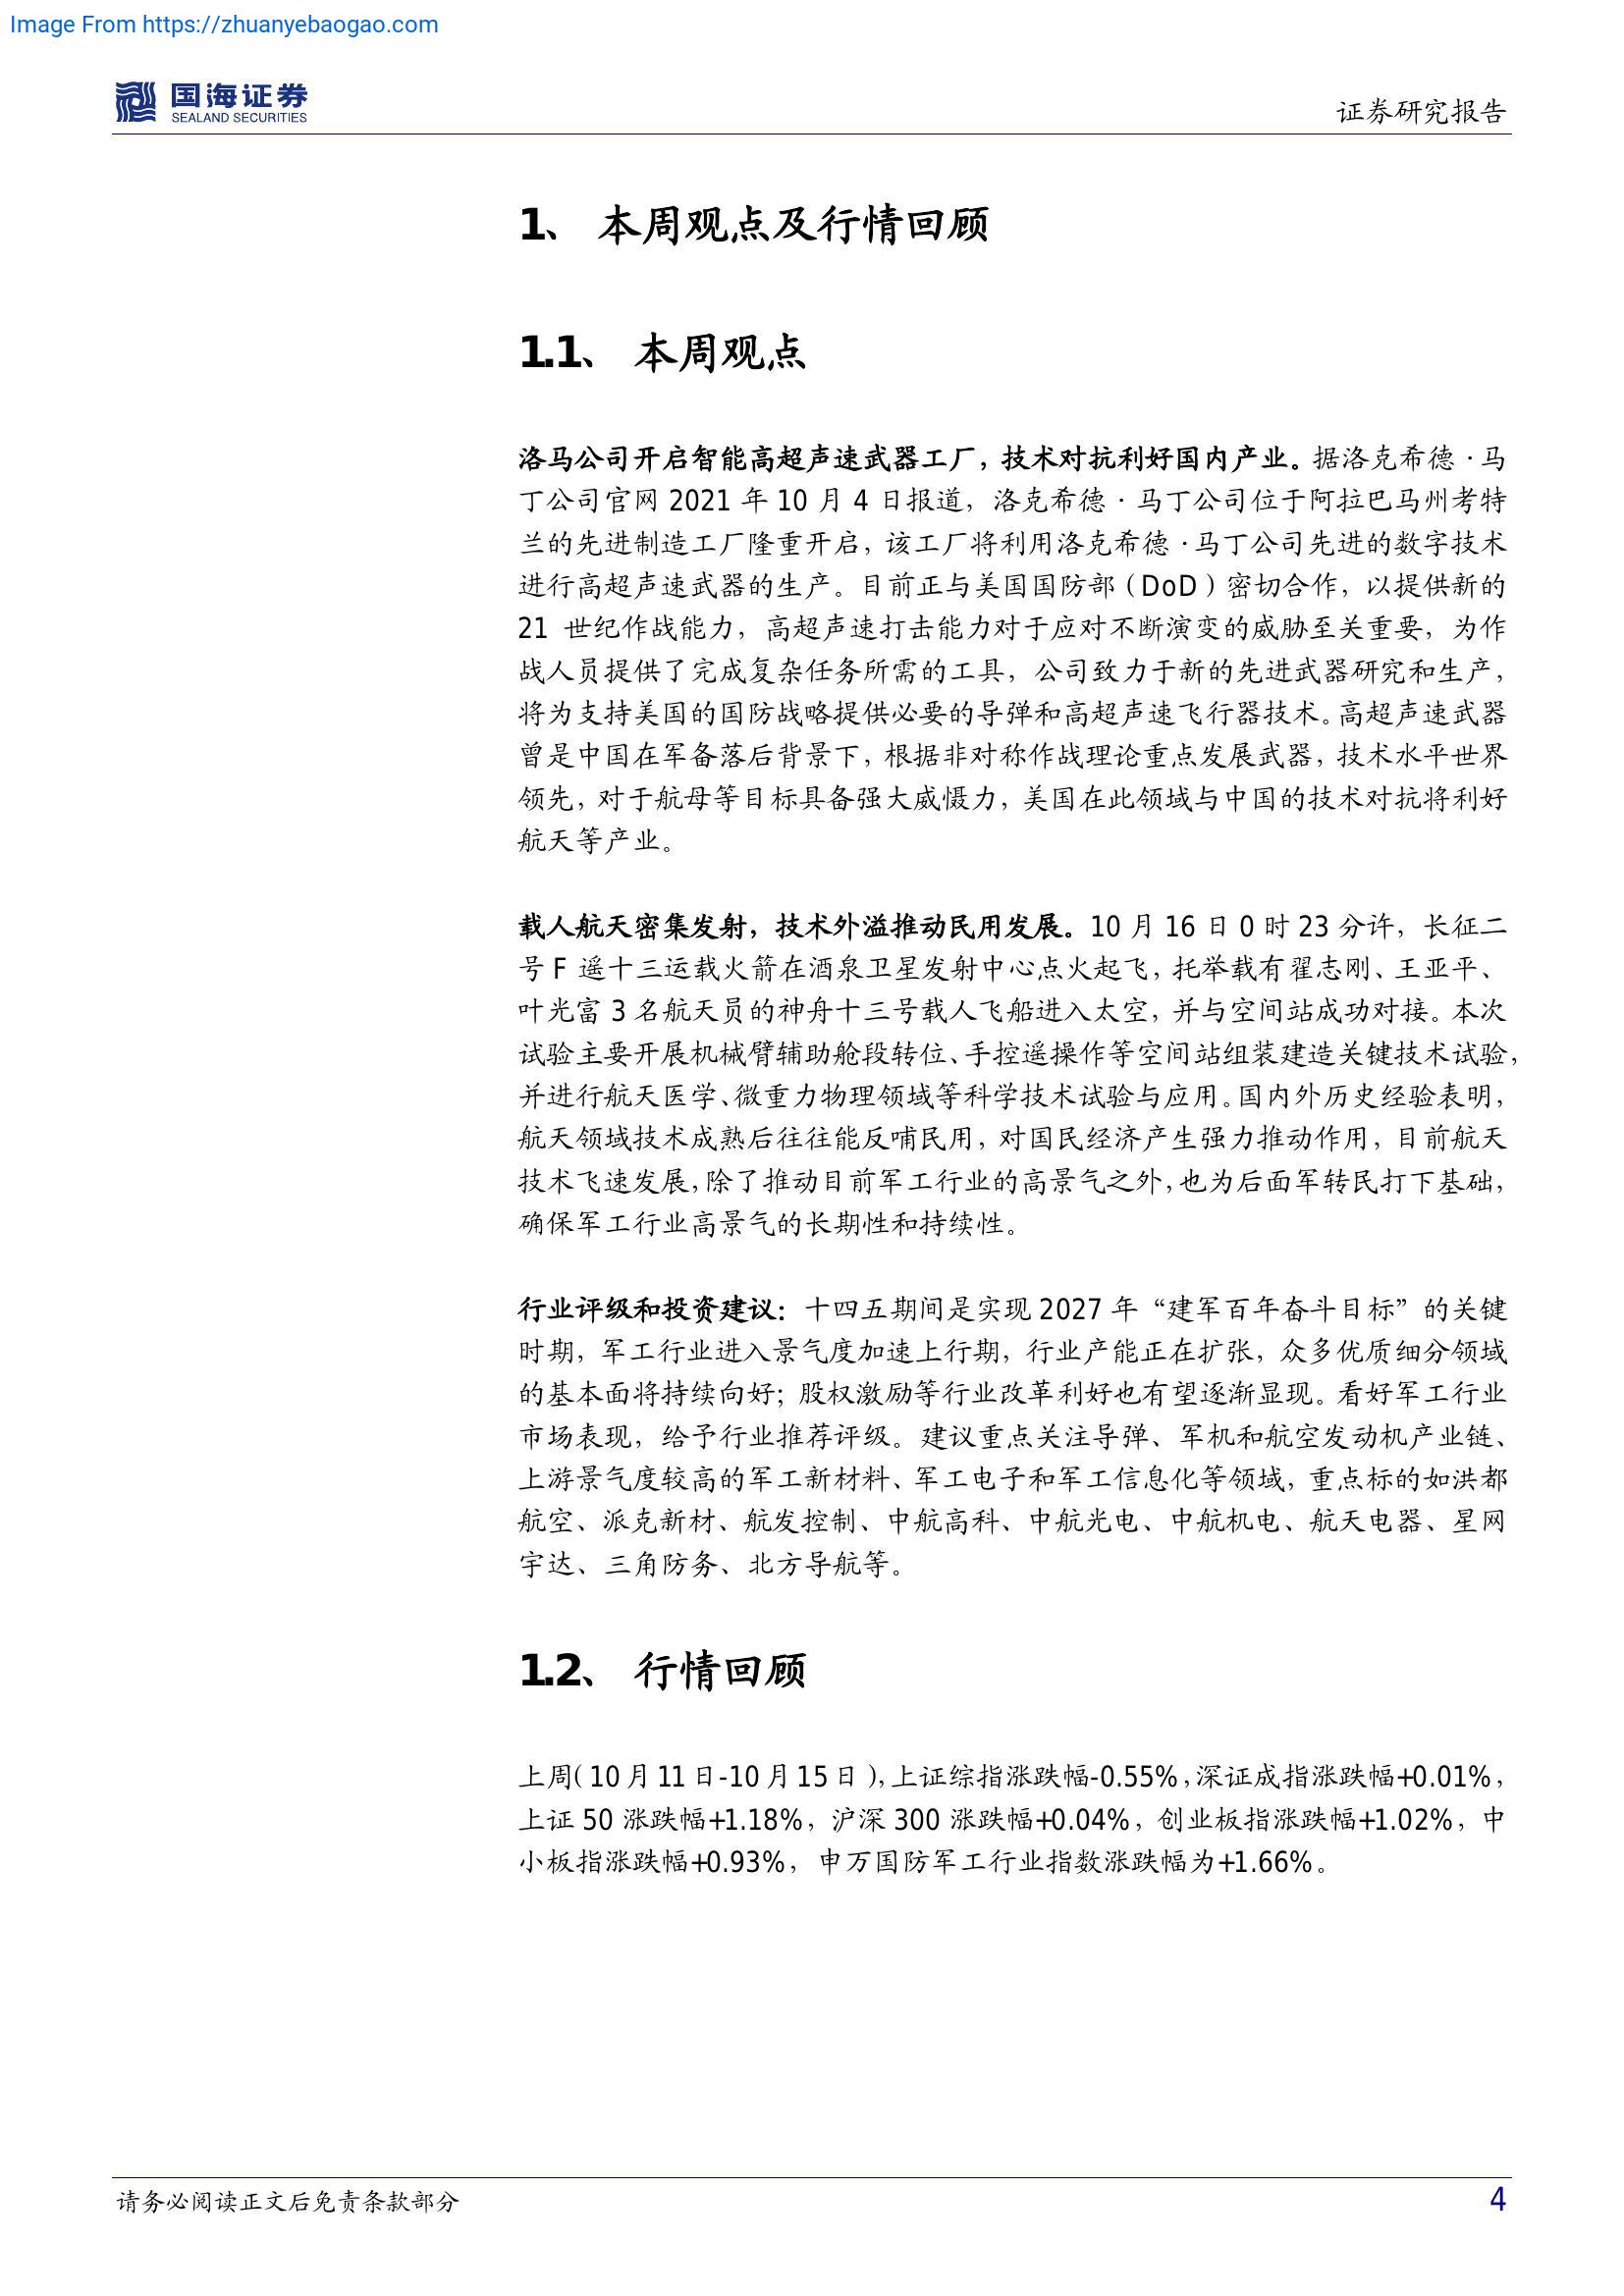 Image From https://zhuanyebaogao.com
国海证券
SEALAND SECURITIES
证券研究报告
1、 本周观点及行情回顾
1.1、 本周观点
洛马公司开启智能高超声速武器工厂，技术对抗利好国内产业。据洛克希德·马
丁公司官网 2021 年 10 月 4 日报道，洛克希德·马丁公司位于阿拉巴马州考特
兰的先进制造工厂隆重开启，该工厂将利用洛克希德·马丁公司先进的数字技术
进行高超声速武器的生产。目前正与美国国防部（DoD）密切合作，以提供新的
21 世纪作战能力，高超声速打击能力对于应对不断演变的威胁至关重要，为作
战人员提供了完成复杂任务所需的工具，公司致力于新的先进武器研究和生产，
将为支持美国的国防战略提供必要的导弹和高超声速飞行器技术。高超声速武器
曾是中国在军备落后背景下，根据非对称作战理论重点发展武器，技术水平世界
领先，对于航母等目标具备强大威慑力，美国在此领域与中国的技术对抗将利好
航天等产业。
载人航天密集发射，技术外溢推动民用发展。10 月 16 日 0 时 23 分许，长征二
号 F 遥十三运载火箭在酒泉卫星发射中心点火起飞，托举载有翟志刚、王亚平、
叶光富 3 名航天员的神舟十三号载人飞船进入太空，并与空间站成功对接。本次
试验主要开展机械臂辅助舱段转位、手控遥操作等空间站组装建造关键技术试验，
并进行航天医学、微重力物理领域等科学技术试验与应用。国内外历史经验表明，
航天领域技术成熟后往往能反哺民用，对国民经济产生强力推动作用，目前航天
技术飞速发展，除了推动目前军工行业的高景气之外，也为后面军转民打下基础，
确保军工行业高景气的长期性和持续性。
行业评级和投资建议：十四五期间是实现 2027 年“建军百年奋斗目标”的关键
时期，军工行业进入景气度加速上行期，行业产能正在扩张，众多优质细分领域
的基本面将持续向好；股权激励等行业改革利好也有望逐渐显现。看好军工行业
市场表现，给予行业推荐评级。建议重点关注导弹、军机和航空发动机产业链、
上游景气度较高的军工新材料、军工电子和军工信息化等领域，重点标的如洪都
航空、派克新材、航发控制、中航高科、中航光电、中航机电、航天电器、星网
宇达、三角防务、北方导航等。
1.2、 行情回顾
上周（10 月 11 日-10 月 15 日），上证综指涨跌幅-0.55%，深证成指涨跌幅+0.01%，
上证 50 涨跌幅+1.18%，沪深 300 涨跌幅+0.04%，创业板指涨跌幅+1.02%，中
小板指涨跌幅+0.93%，申万国防军工行业指数涨跌幅为+1.66%。
请务必阅读正文后免责条款部分
4